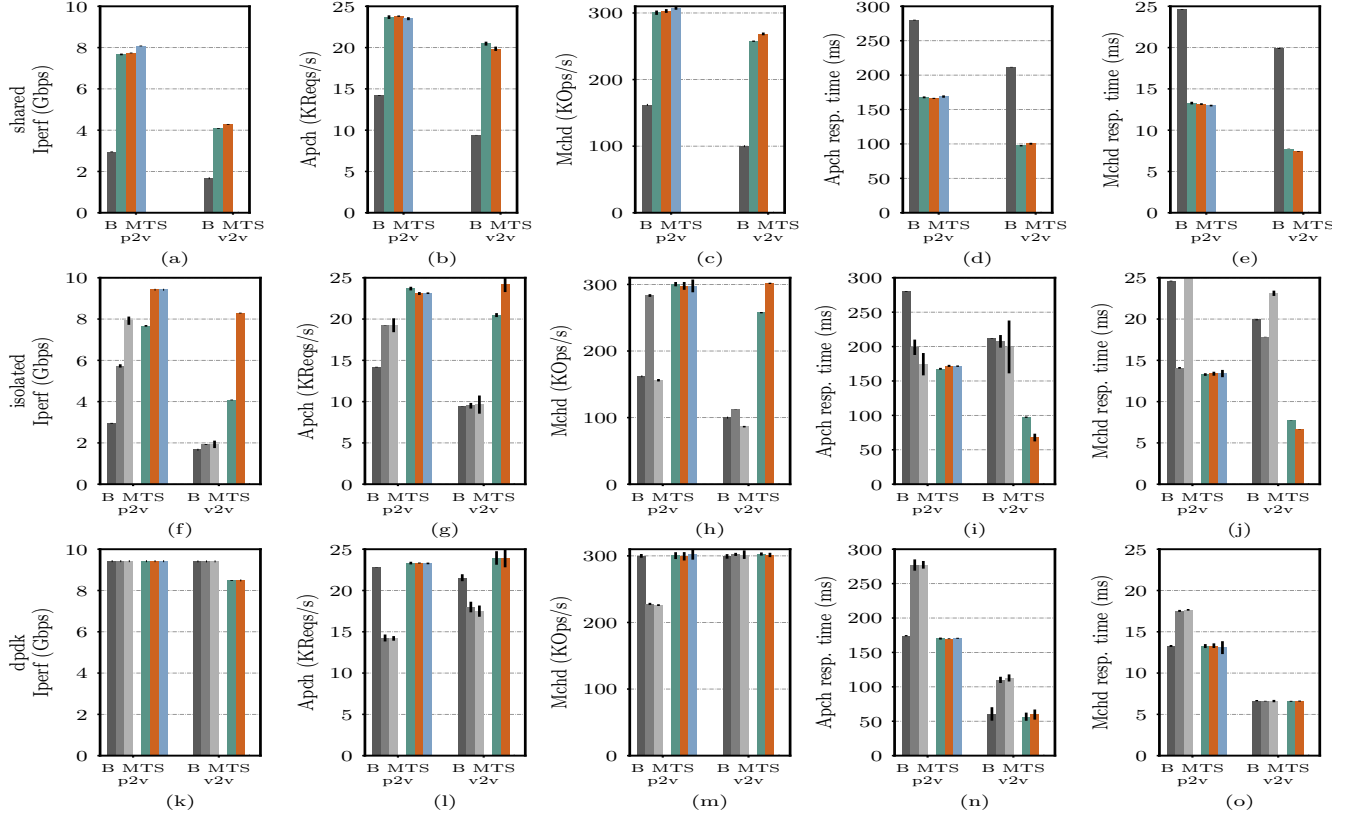 shared
Iperf (Gbps)
10
8
6
4
2
0
B MTS
p2v
v2v
(a)
Apch (KReqs/s)
25
20
15
10
5
0
B MTS B MTS
p2v v2v
(b)
Mchd (KOps/s)
300
200
100
0
B MTS B MTS
p2v v2v
(c)
Apch resp. time (ms)
300
250
200
150
100
50
0
B MTS B MTS
p2v v2v
(d)
Mchd resp. time (ms)
25
20
15
10
5
0
B MTS B MTS
p2v v2v
(e)
isolated
Iperf (Gbps)
10
8
6
4
2
0
B MTS B MTS
p2v v2v
(f)
Apch (KReqs/s)
25
20
15
10
5
0
B MTS B MTS
p2v v2v
(g)
Mchd (KOps/s)
300
200
100
0
B MTS B MTS
p2v v2v
(h)
Apch resp. time (ms)
300
250
200
150
100
50
0
B MTS B MTS
p2v v2v
(i)
Mchd resp. time (ms)
25
20
15
10
5
0
B MTS B MTS
p2v v2v
(j)
dpdk
Iperf (Gbps)
10
8
6
4
2
0
B MTS B MTS
p2v v2v
(k)
Apch (KReqs/s)
25
20
15
10
5
0
B MTS B MTS
p2v v2v
(l)
Mchd (KOps/s)
300
200
100
0
B MTS B MTS
p2v v2v
(m)
Apch resp. time (ms)
300
250
200
150
100
50
0
B MTS B MTS
p2v v2v
(n)
Mchd resp. time (ms)
25
20
15
10
5
0
B MTS B MTS
p2v v2v
(o)